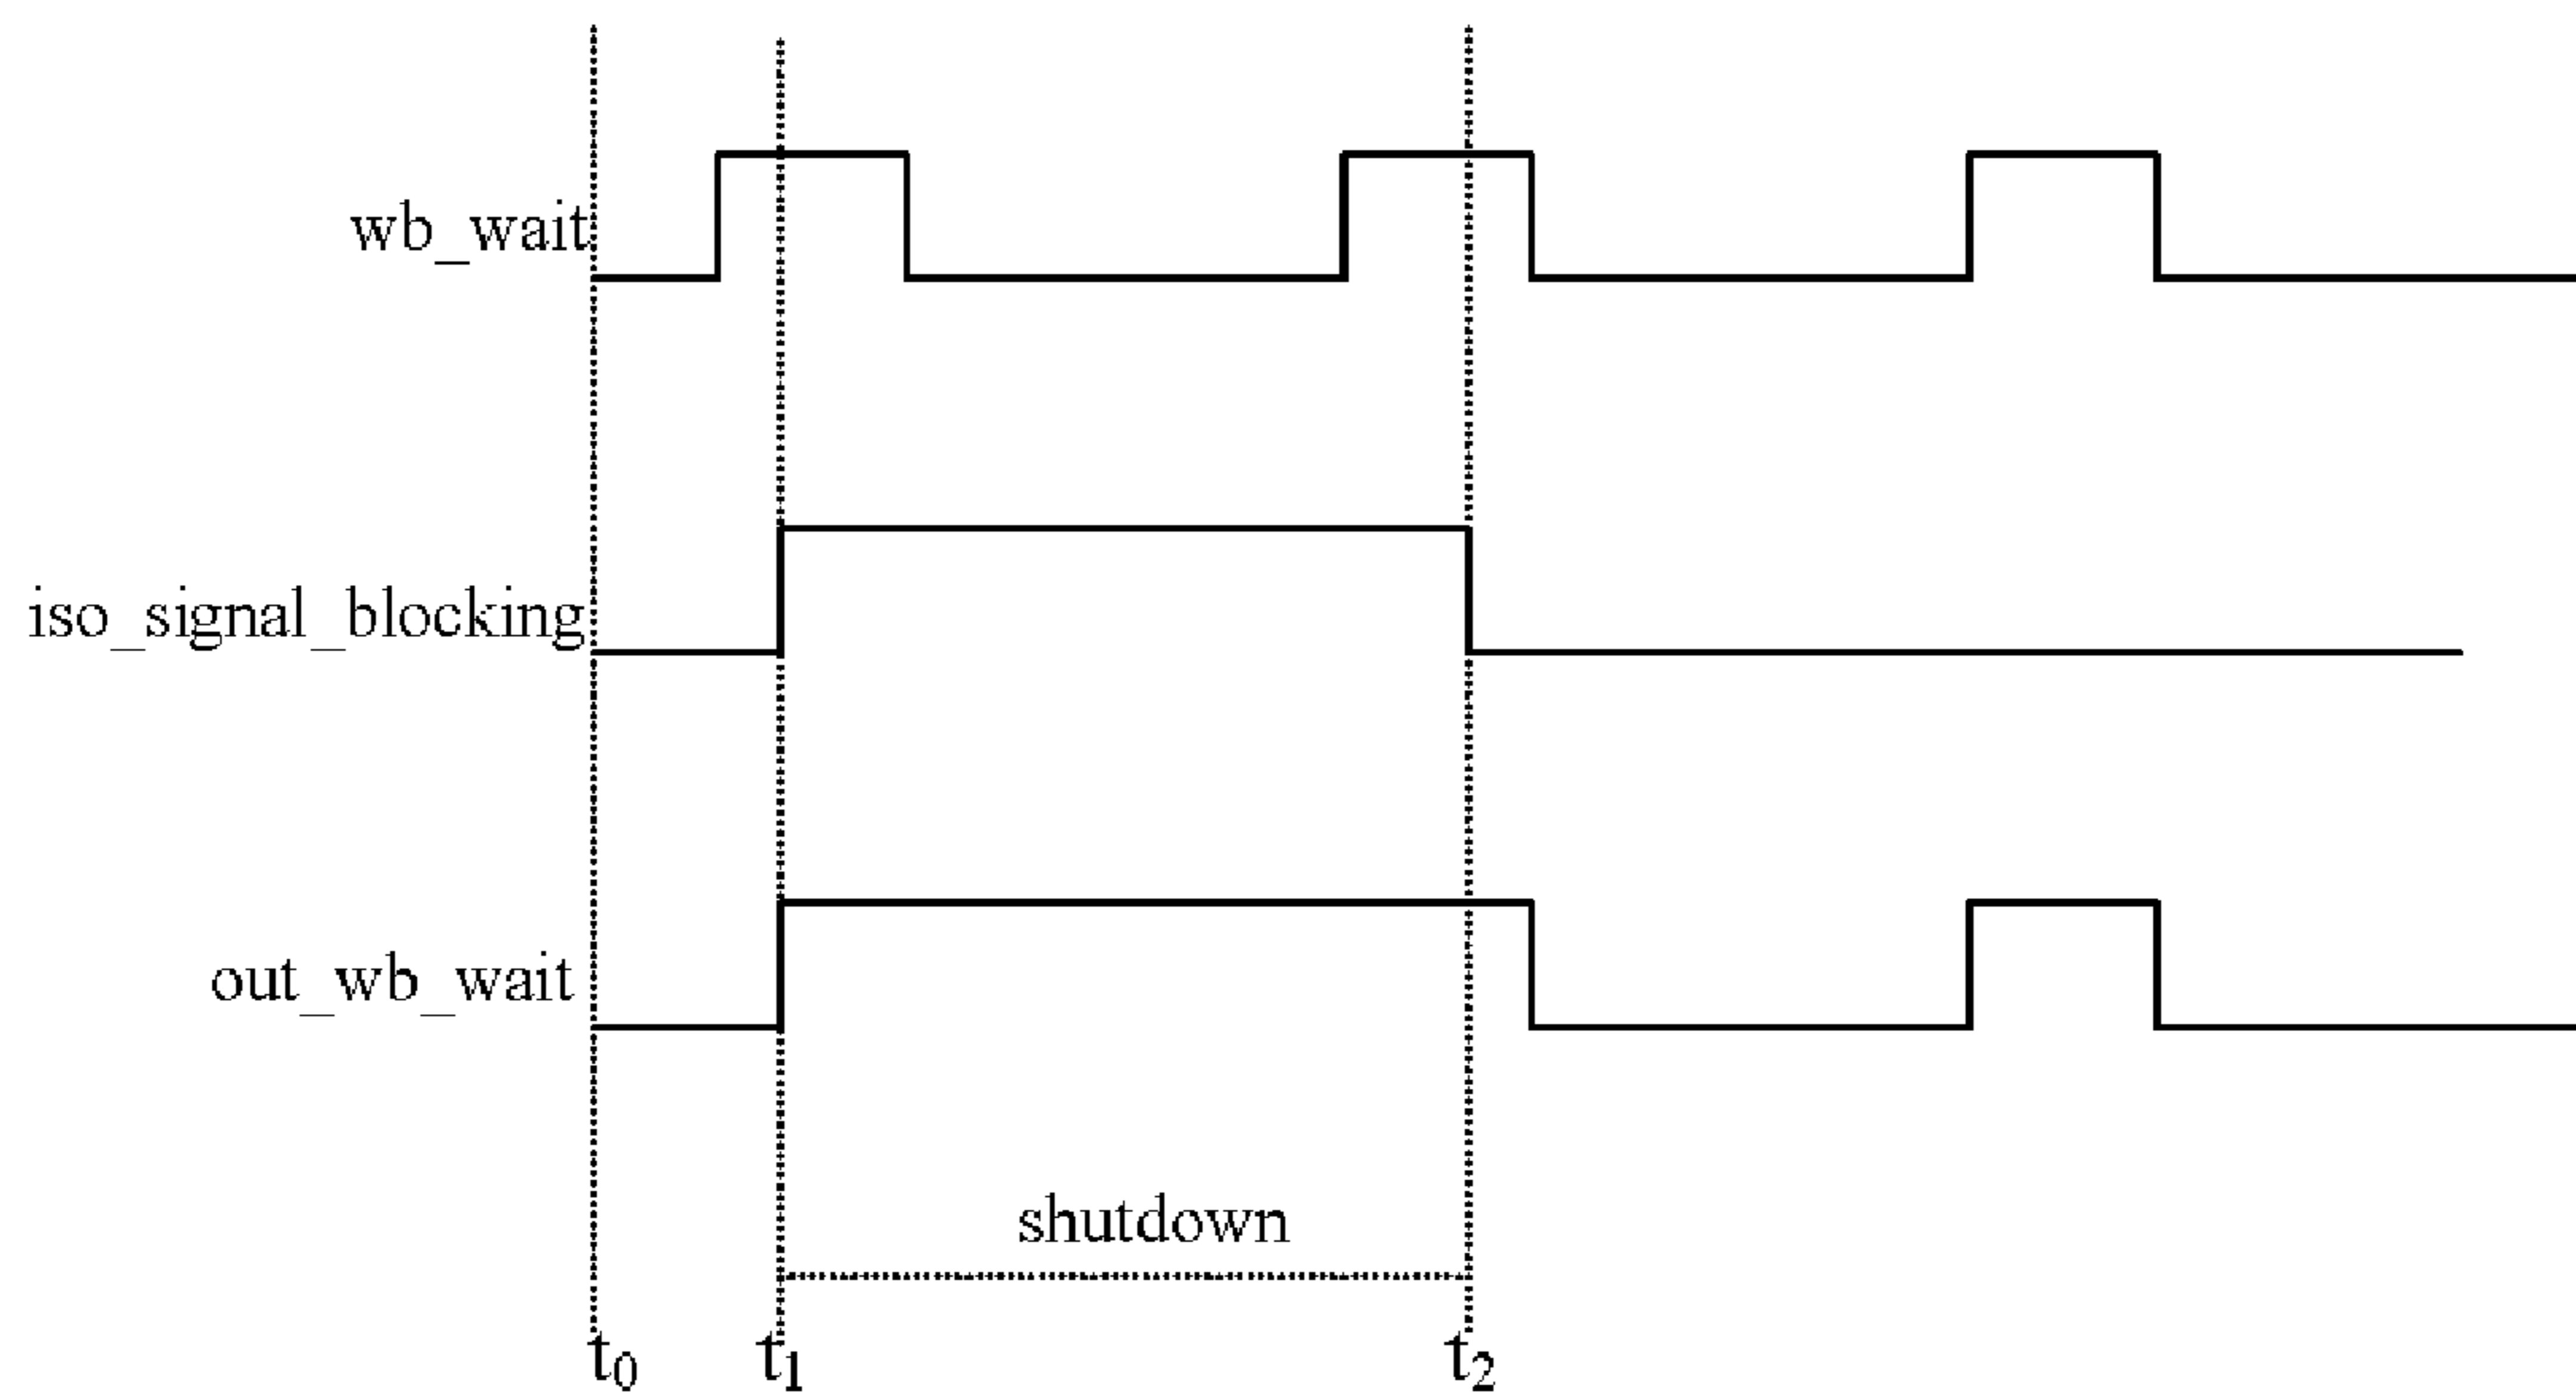 wb_wait
iso_signal_blocking
out_wb_wait
shutdown
t₀ t₁ t₂